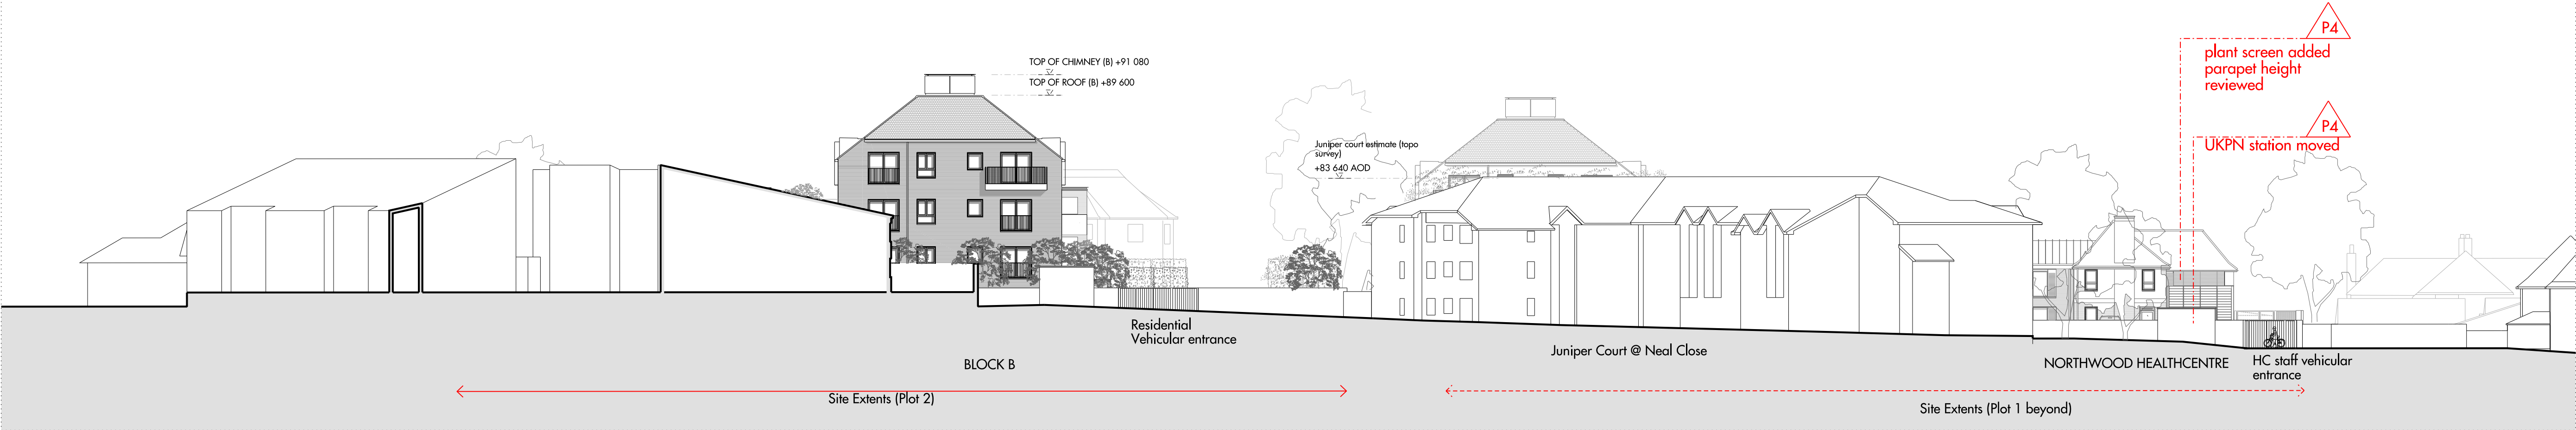 TOP OF CHIMNEY (B) +91 080
TOP OF ROOF (B) +89 600
Juniper court estimate (topo
survey)
+83 640 AOD
P4
plant screen added
parapet height
reviewed
P4
UKPN station moved
Residential
Vehicular entrance
BLOCK B
Site Extents (Plot 2)
Juniper Court @ Neal Close
NORTHWOOD HEALTHCENTRE
HC staff vehicular
entrance
Site Extents (Plot 1 beyond)